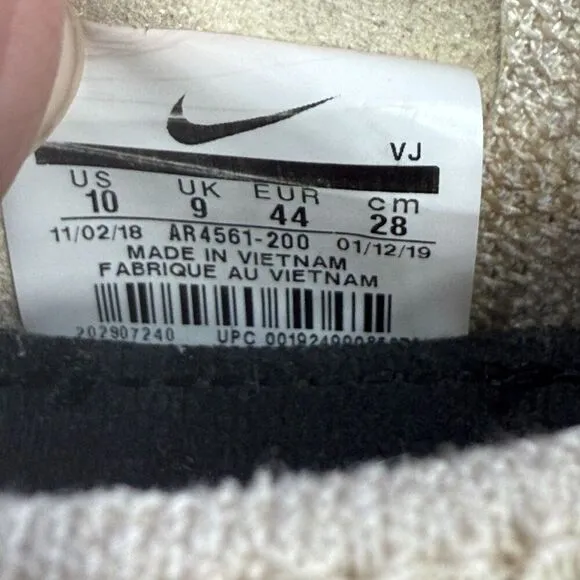 VJ
US UK EUR cm
10 9 44 28
11/02/18 AR4561-200 01/12/19
MADE IN VIETNAM
FABRIQUE AU VIETNAM
202907240 UPC